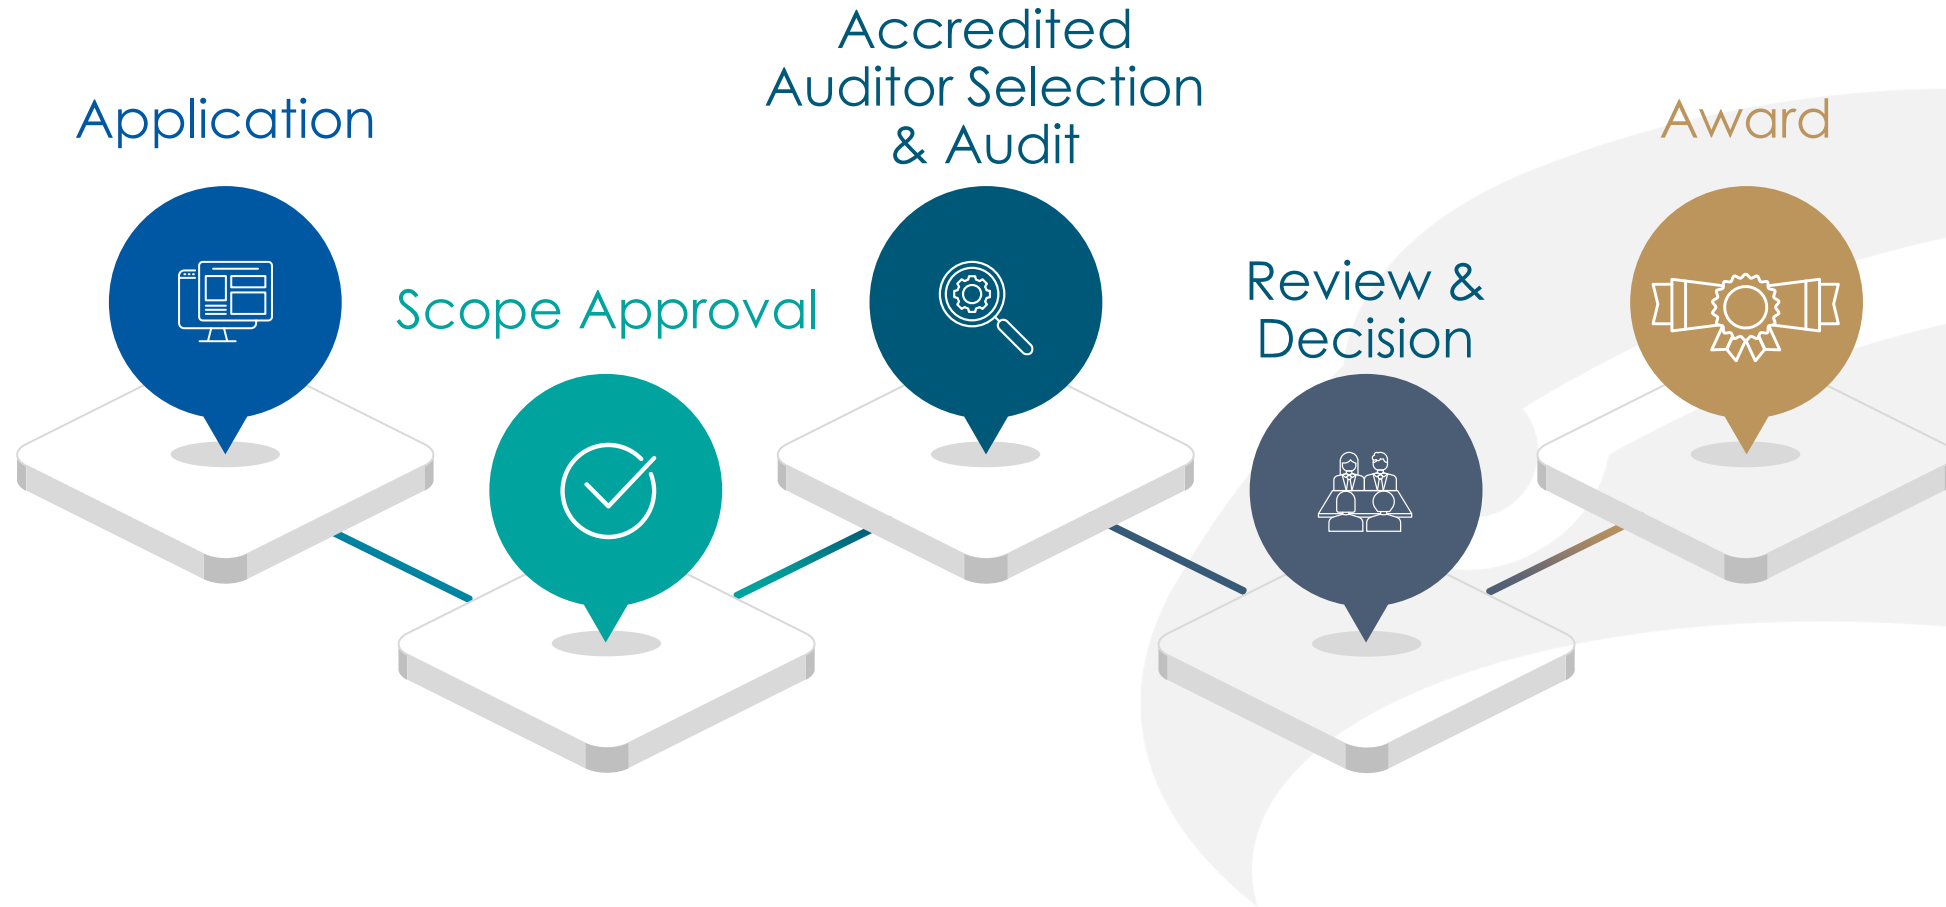 Application
Scope Approval
Accredited
Auditor Selection
& Audit
Review &
Decision
Award